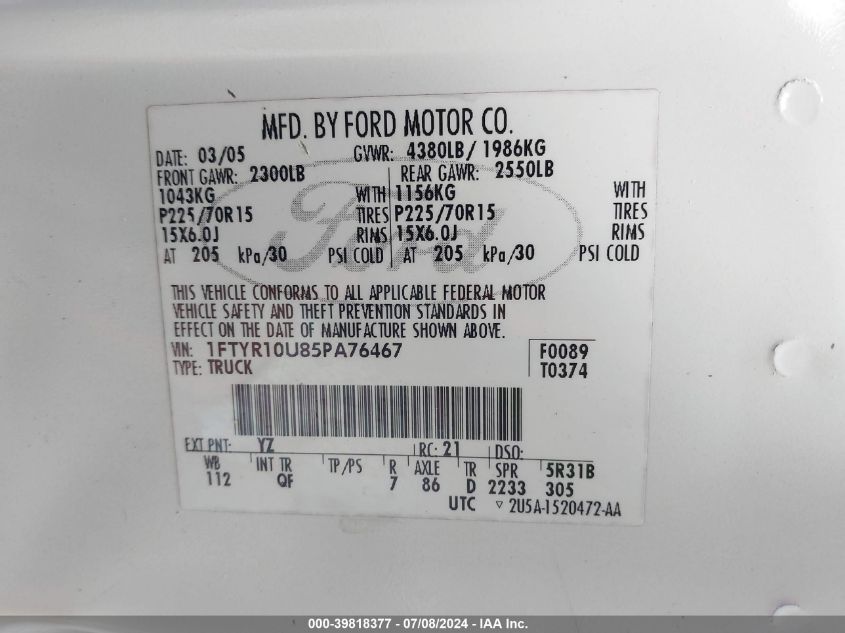 MFD. BY FORD MOTOR CO.
DATE: 03/05 GVWR: 4380LB/ 1986KG
FRONT GAWR: 2300LB REAR GAWR: 2550LB
1043KG WITH 1156KG WITH
P225/70R15 TIRES P225/70R15 TIRES
15X6.0J RIMS 15X6.0J RIMS
AT 205 kPa/30 PSI COLD AT 205 kPa/30 PSI COLD
Ford
THIS VEHICLE CONFORMS TO ALL APPLICABLE FEDERAL MOTOR
VEHICLE SAFETY AND THEFT PREVENTION STANDARDS IN
EFFECT ON THE DATE OF MANUFACTURE SHOWN ABOVE.
VIN: 1FTYR10U85PA76467 F0089
TYPE: TRUCK T0374
EXT PNT: YZ RC: 21 DSO:
WB INT TR TP/PS R AXLE TR SPR 5R31B
112 QF 7 86 D 2233 305
UTC ▽ 2U5A-1520472-AA
000-39818377 - 07/08/2024 - IAA Inc.